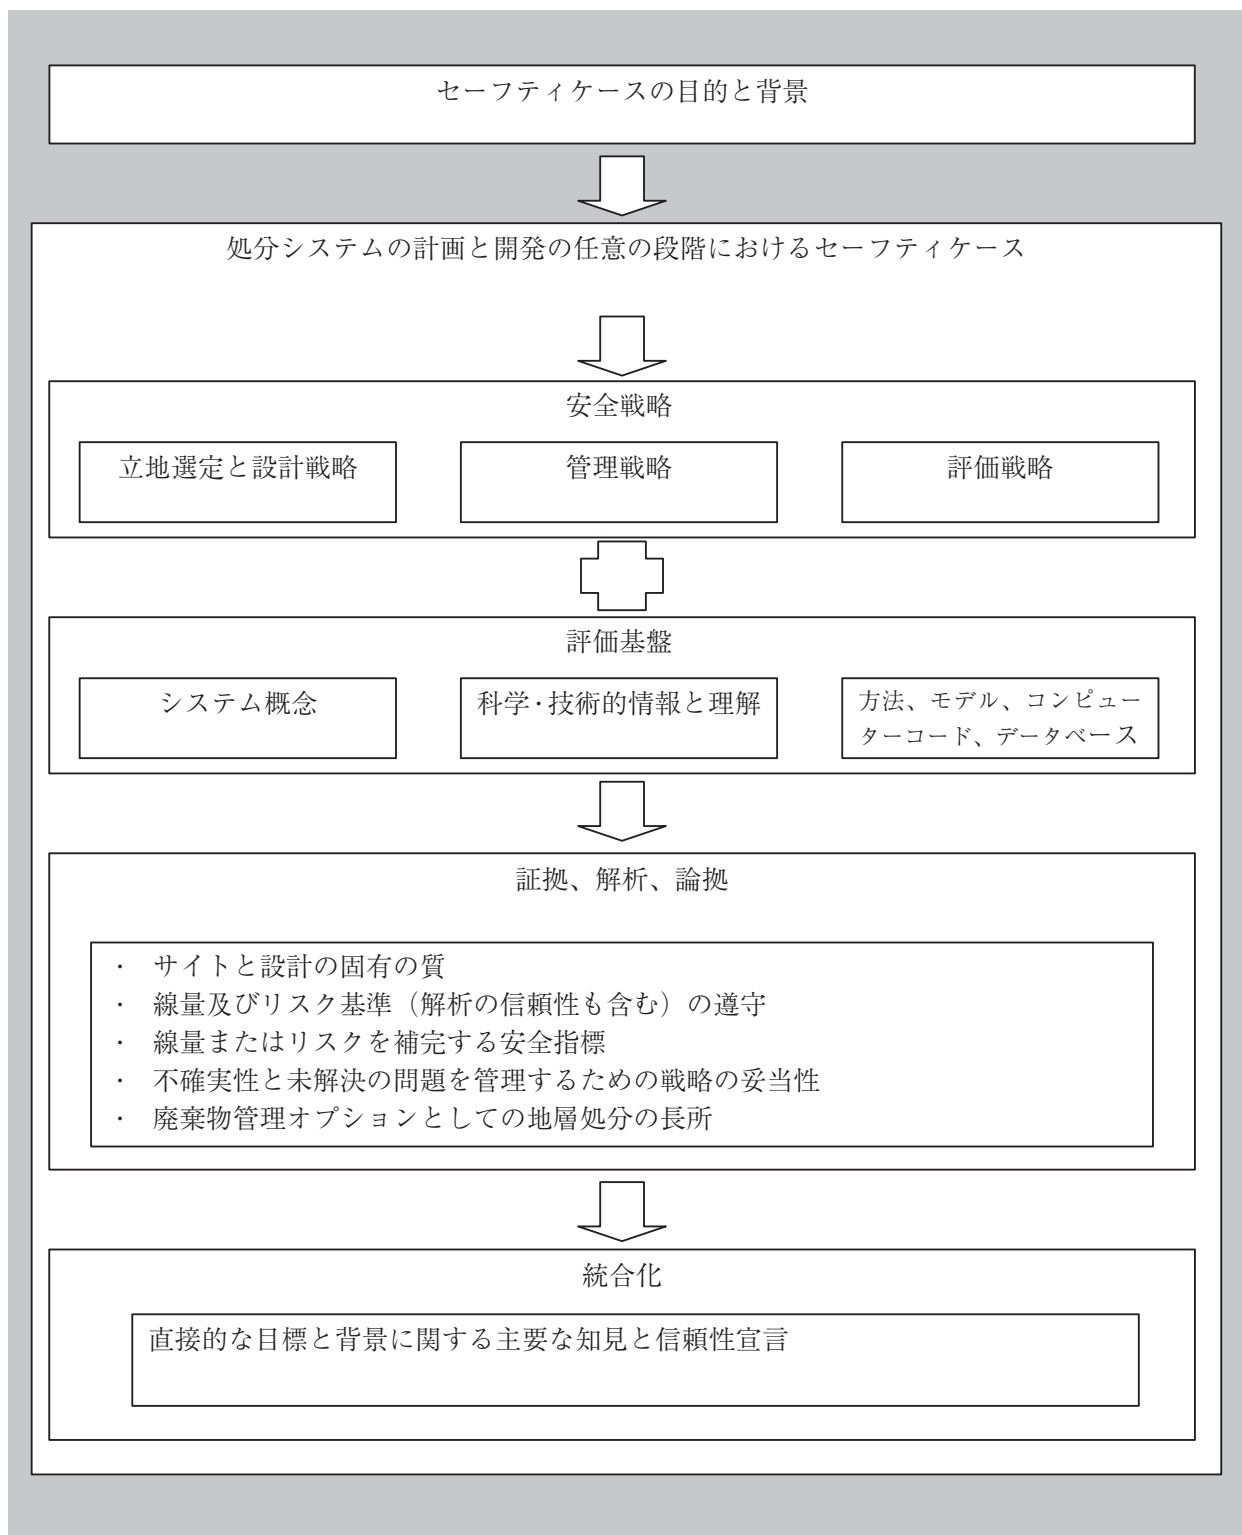 セーフティケースの目的と背景
処分システムの計画と開発の任意の段階におけるセーフティケース
安全戦略
立地選定と設計戦略
管理戦略
評価戦略
評価基盤
システム概念
科学・技術的情報と理解
方法、モデル、コンピュー
ターコード、データベース
証拠、解析、論拠
・ サイトと設計の固有の質
・ 線量及びリスク基準（解析の信頼性も含む）の遵守
・ 線量またはリスクを補完する安全指標
・ 不確実性と未解決の問題を管理するための戦略の妥当性
・ 廃棄物管理オプションとしての地層処分の長所
統合化
直接的な目標と背景に関する主要な知見と信頼性宣言